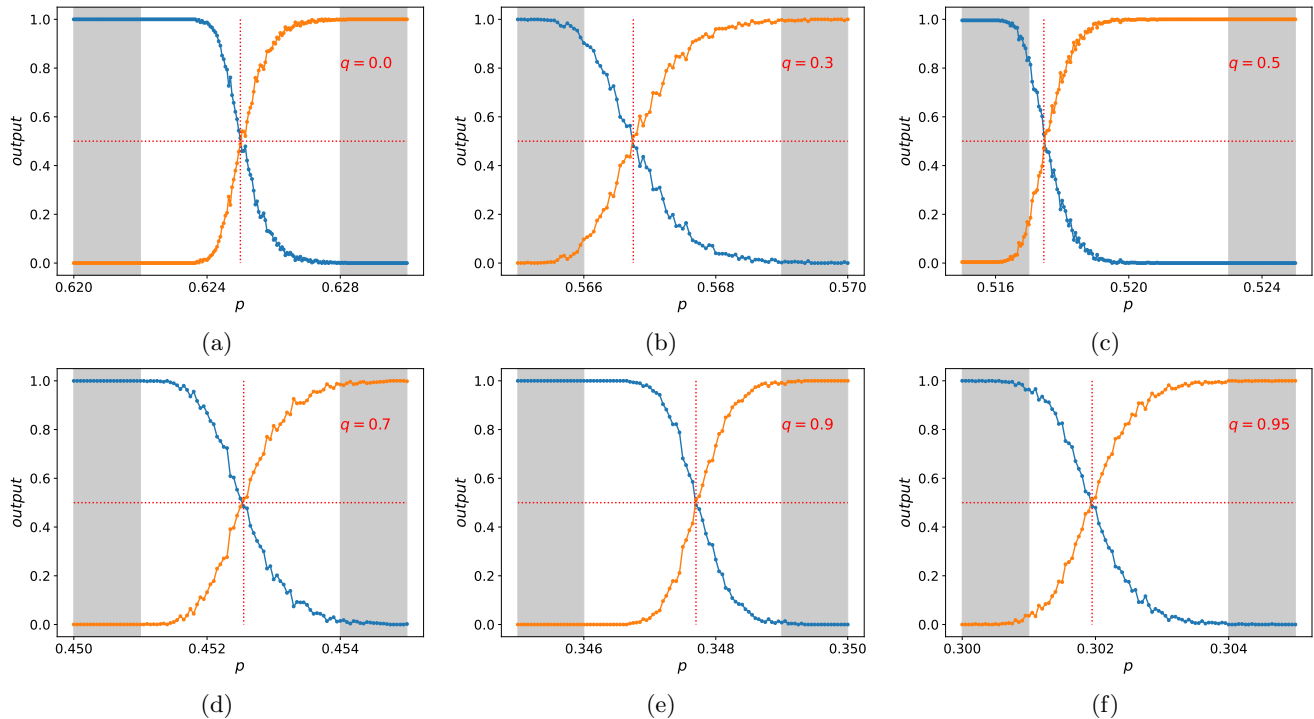 1.0
0.8
0.6
0.4
0.2
0.0
output
q = 0.0
0.620
0.624
0.628
p
(a)
1.0
0.8
0.6
0.4
0.2
0.0
output
q = 0.3
0.566
0.568
0.570
p
(b)
1.0
0.8
0.6
0.4
0.2
0.0
output
q = 0.5
0.516
0.520
0.524
p
(c)
1.0
0.8
0.6
0.4
0.2
0.0
output
q = 0.7
0.450
0.452
0.454
p
(d)
1.0
0.8
0.6
0.4
0.2
0.0
output
q = 0.9
0.346
0.348
0.350
p
(e)
1.0
0.8
0.6
0.4
0.2
0.0
output
q = 0.95
0.300
0.302
0.304
p
(f)